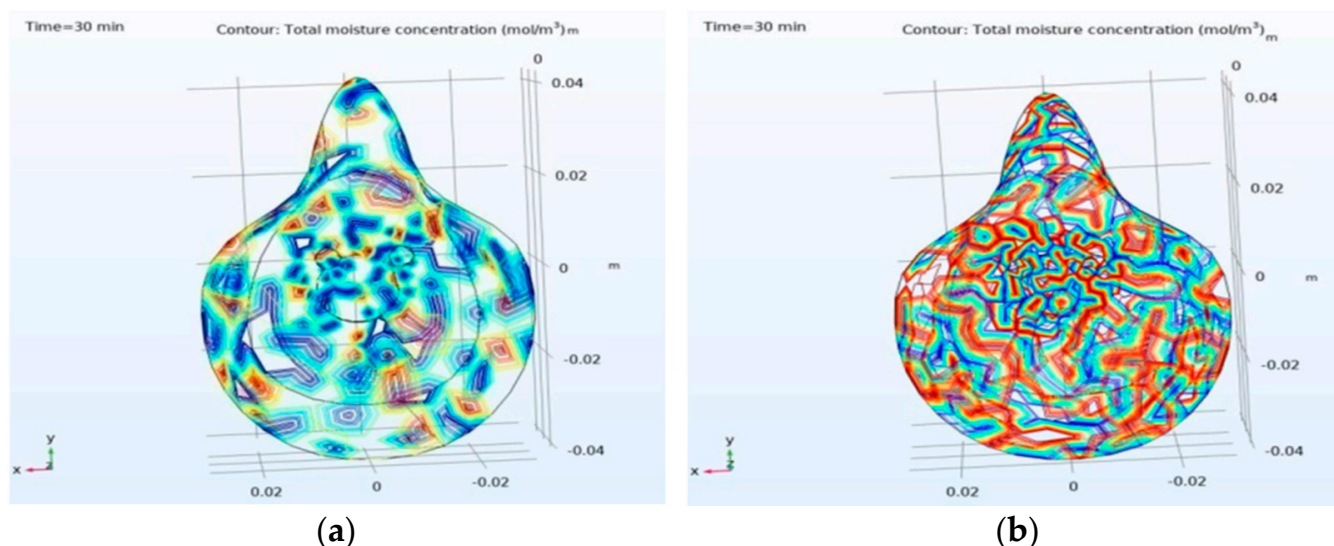 Time=30 min Contour: Total moisture concentration (mol/m³) m
0
0.04
0.02
0 m
-0.02
-0.04
y
x z
0.02 0 -0.02
(a)
Time=30 min Contour: Total moisture concentration (mol/m³) m
0
0.04
0.02
0 m
-0.02
-0.04
y
x z
0.02 0 -0.02
(b)